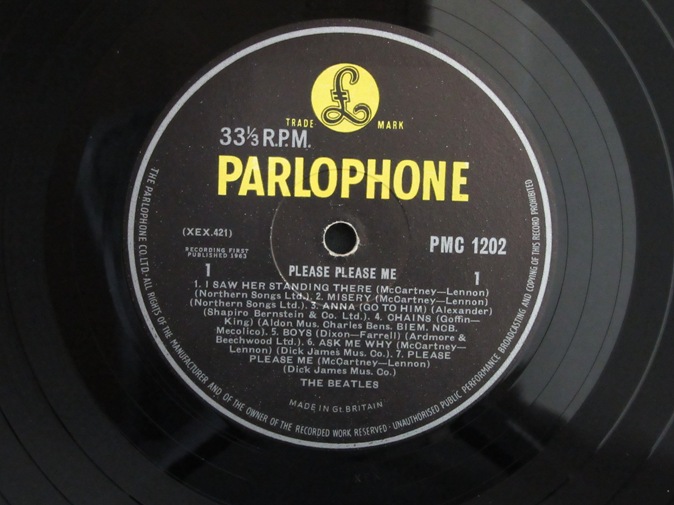 £
TRADE MARK
33⅓ R.P.M.
PARLOPHONE
(XEX.421)
PMC 1202
RECORDING FIRST
PUBLISHED 1963
1 PLEASE PLEASE ME 1
1. I SAW HER STANDING THERE (McCartney—Lennon)
(Northern Songs Ltd.). 2. MISERY (McCartney—Lennon)
(Northern Songs Ltd.). 3. ANNA (GO TO HIM) (Alexander)
(Shapiro Bernstein & Co. Ltd.). 4. CHAINS (Goffin—
King) (Aldon Mus. Charles Bens. BIEM. NCB.
Mecolico). 5. BOYS (Dixon—Farrell) (Ardmore &
Beechwood Ltd.). 6. ASK ME WHY (McCartney—
Lennon) (Dick James Mus. Co.). 7. PLEASE
PLEASE ME (McCartney—Lennon)
(Dick James Mus. Co.)
THE BEATLES
MADE IN Gt. BRITAIN
THE PARLOPHONE CO. LTD · ALL RIGHTS OF THE MANUFACTURER AND OF THE OWNER OF THE RECORDED WORK RESERVED · UNAUTHORISED PUBLIC PERFORMANCE BROADCASTING AND COPYING OF THIS RECORD PROHIBITED